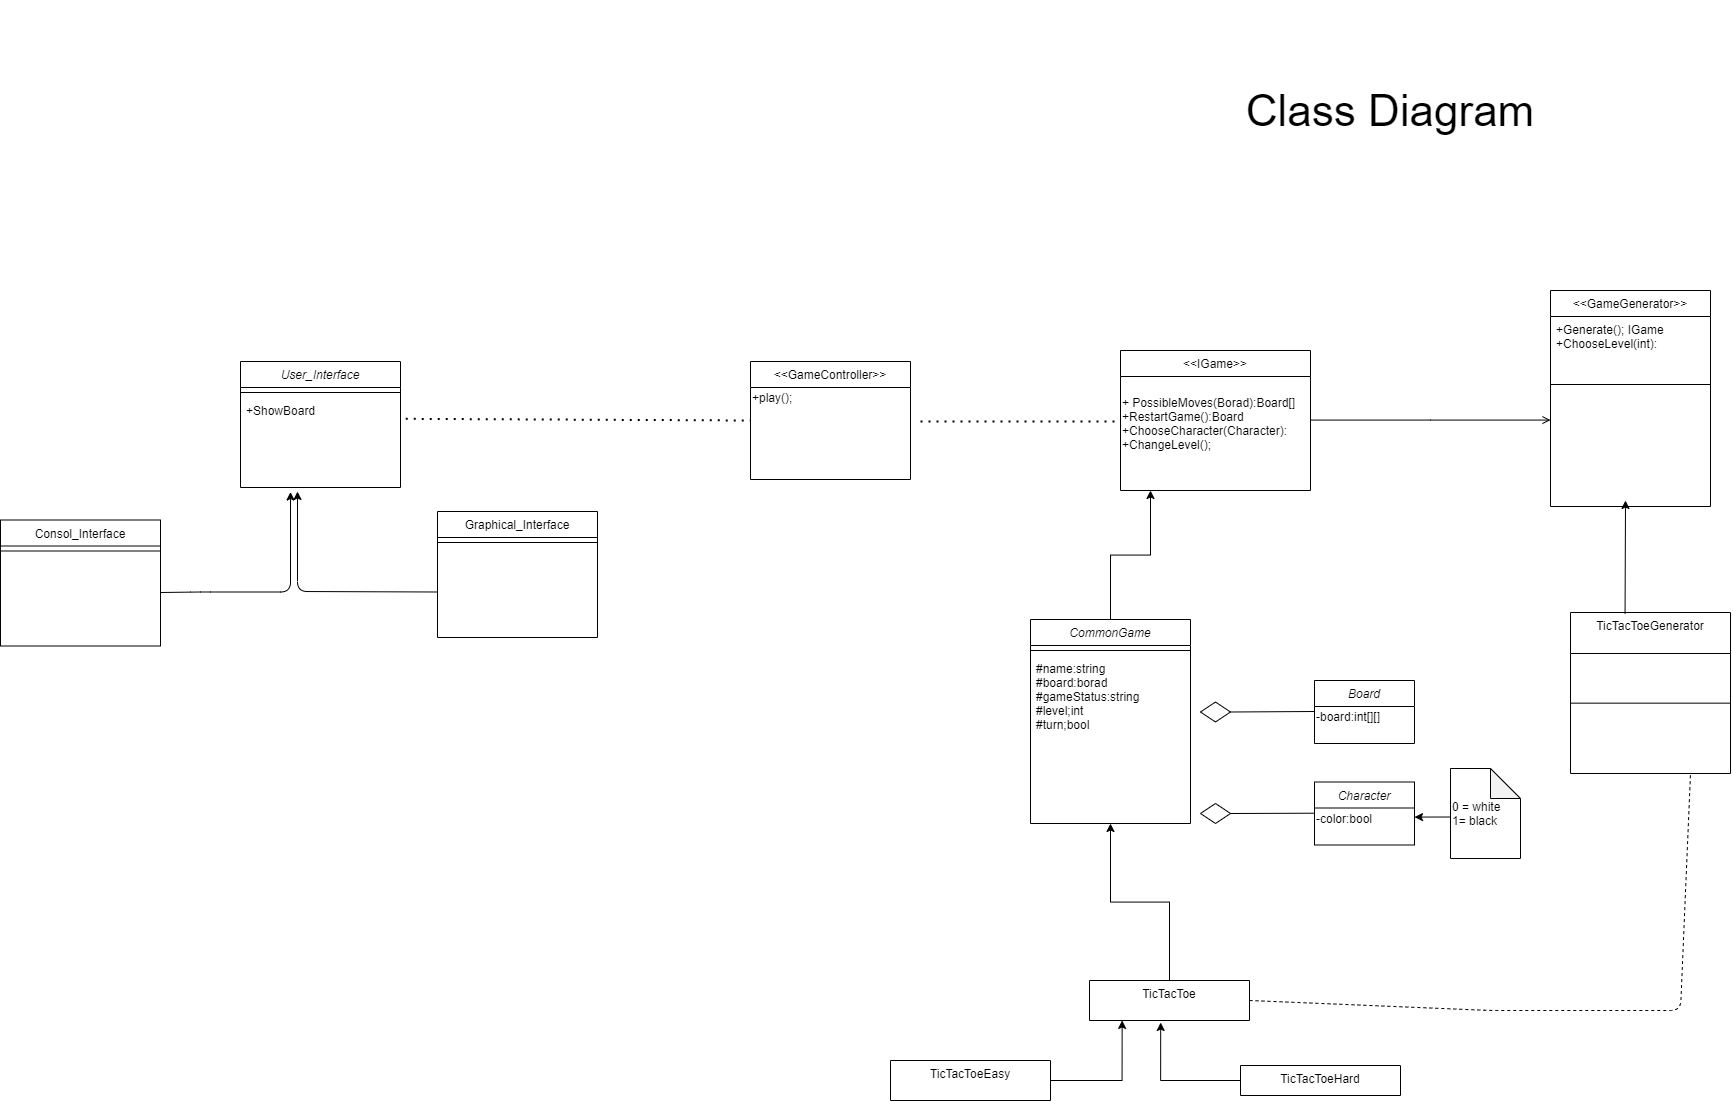 Class Diagram
<<GameGenerator>>
+Generate(); IGame
+ChooseLevel(int):
User_Interface
+ShowBoard
<<GameController>>
+play();
<<IGame>>
+ PossibleMoves(Borad):Board[]
+RestartGame():Board
+ChooseCharacter(Character):
+ChangeLevel();
Consol_Interface
Graphical_Interface
CommonGame
#name:string
#board:borad
#gameStatus:string
#level;int
#turn;bool
Board
-board:int[][]
Character
-color:bool
0 = white
1= black
TicTacToeGenerator
TicTacToe
TicTacToeEasy
TicTacToeHard